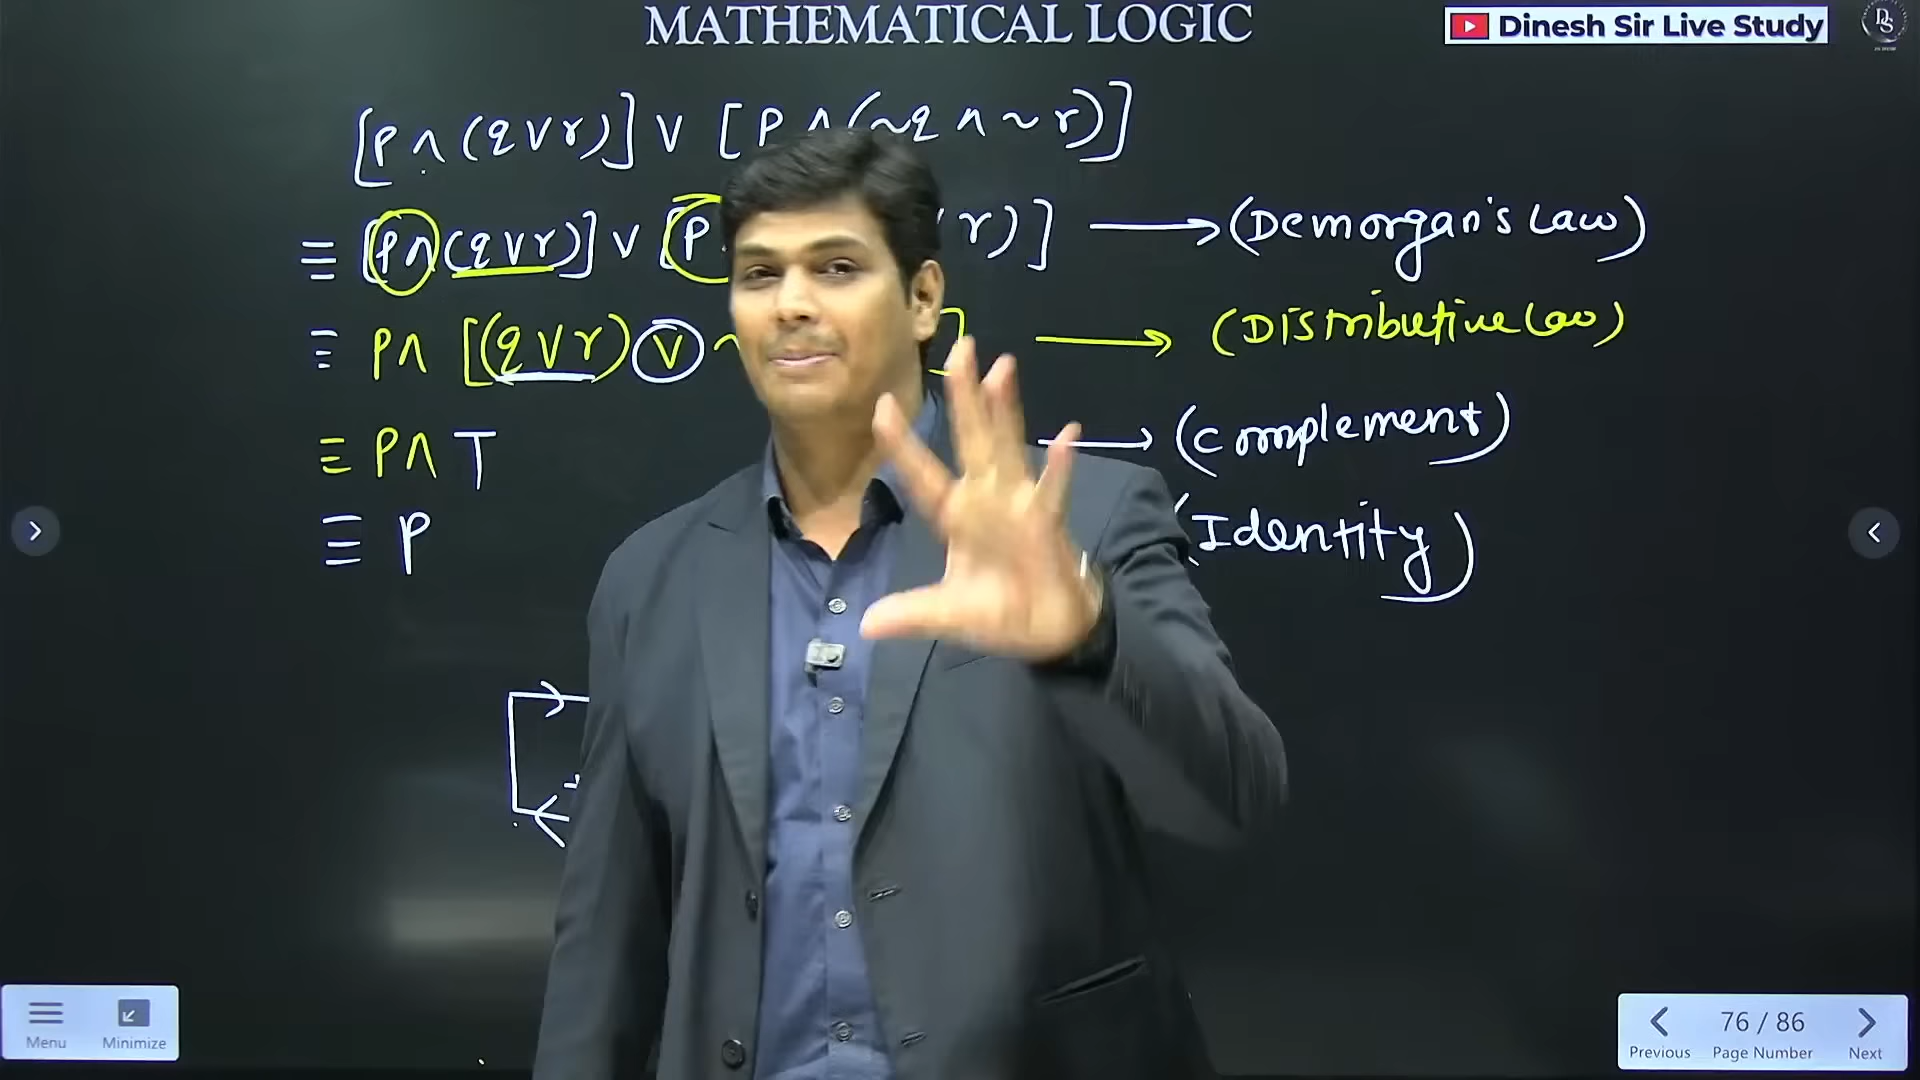 MATHEMATICAL LOGIC
Dinesh Sir Live Study
DS
[p ∧ (q ∨ r)] ∨ [p ∧ (~q ∧ ~r)]
≡ [p ∧ (q ∨ r)] ∨ [p r)] → (Demorgan's Law)
≡ p ∧ [(q ∨ r) ∨ ~ ] → (Distributive Law)
≡ p ∧ T → (Complement)
≡ p (Identity)
Menu
Minimize
76 / 86
Previous Page Number Next